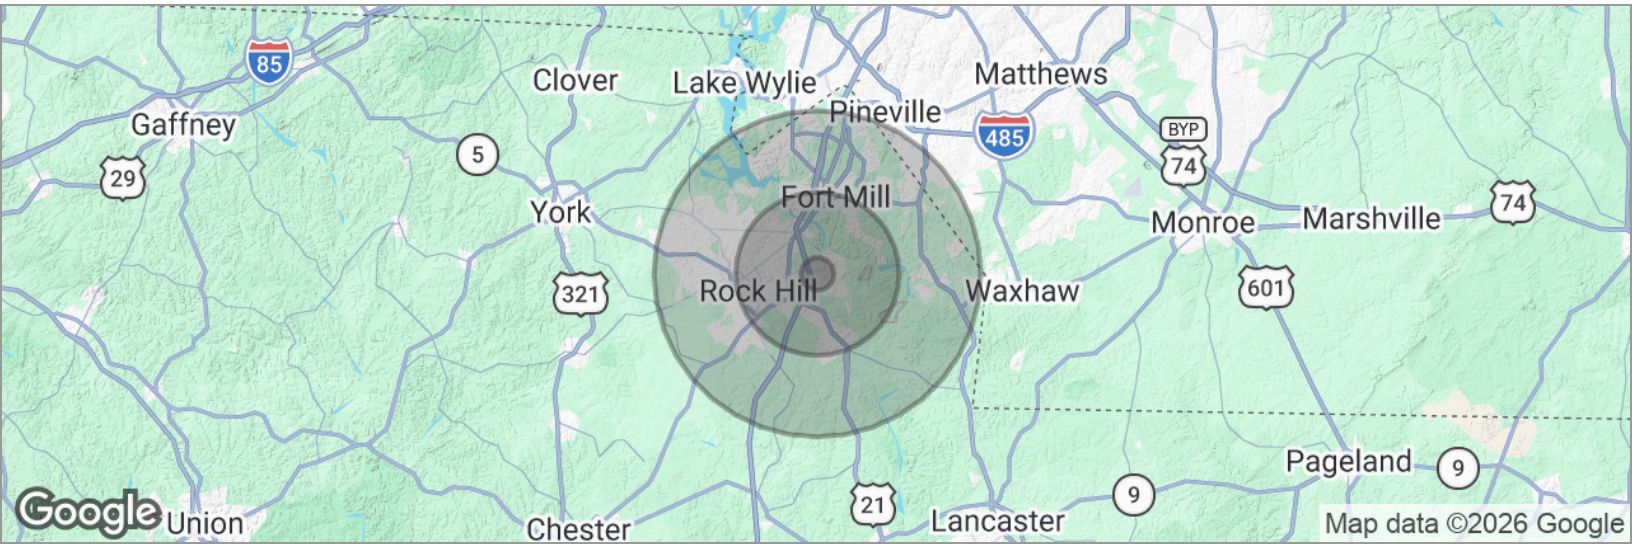 85
Clover
Lake Wylie
Matthews
Pineville
Gaffney
485
BYP
74
5
29
Fort Mill
York
74
Monroe
Marshville
321
Rock Hill
Waxhaw
601
Pageland
9
9
21
Google
Union
Chester
Lancaster
Map data ©2026 Google